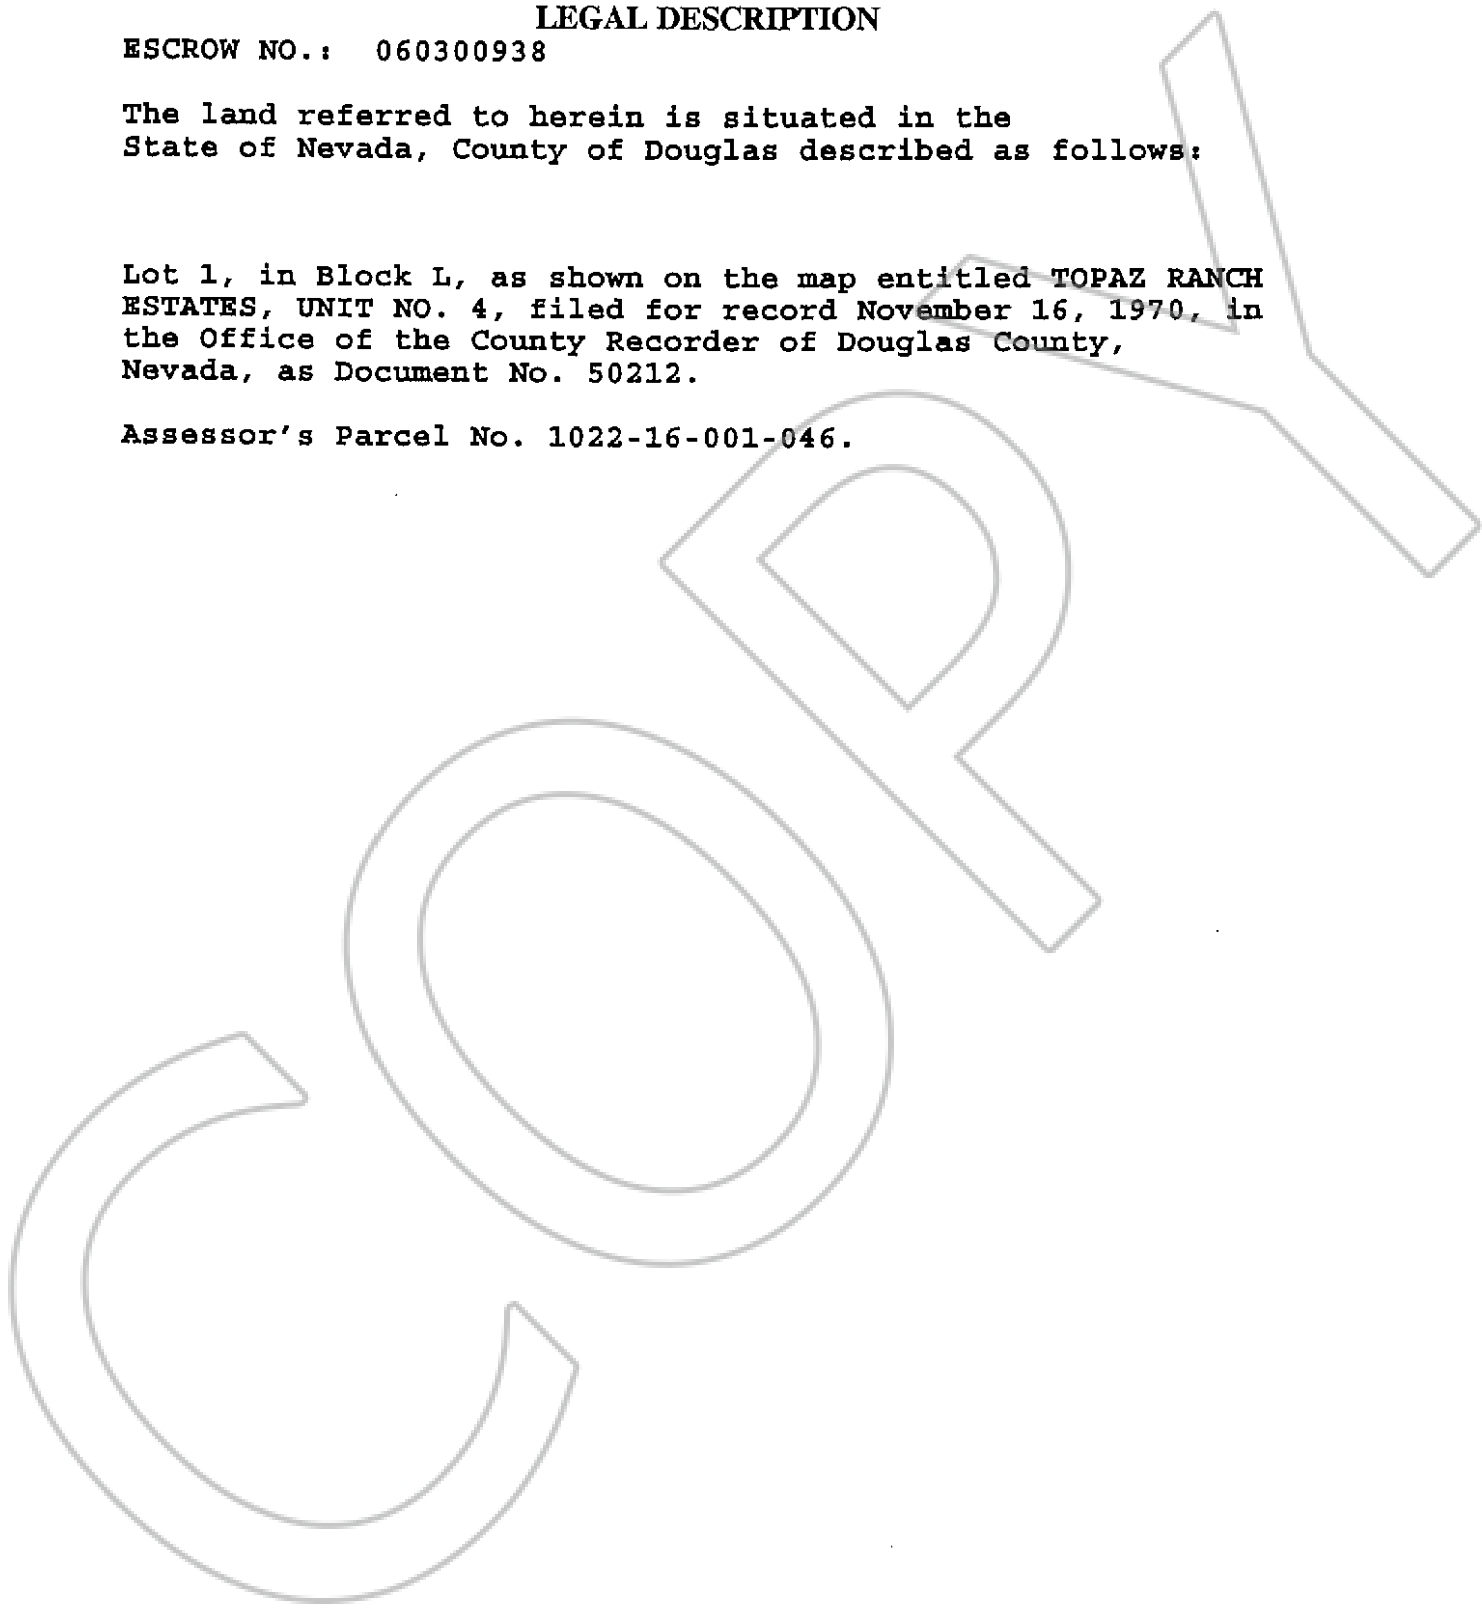 LEGAL DESCRIPTION
ESCROW NO.: 060300938
The land referred to herein is situated in the
State of Nevada, County of Douglas described as follows:
Lot 1, in Block L, as shown on the map entitled TOPAZ RANCH
ESTATES, UNIT NO. 4, filed for record November 16, 1970, in
the Office of the County Recorder of Douglas County,
Nevada, as Document No. 50212.
Assessor's Parcel No. 1022-16-001-046.
COPY